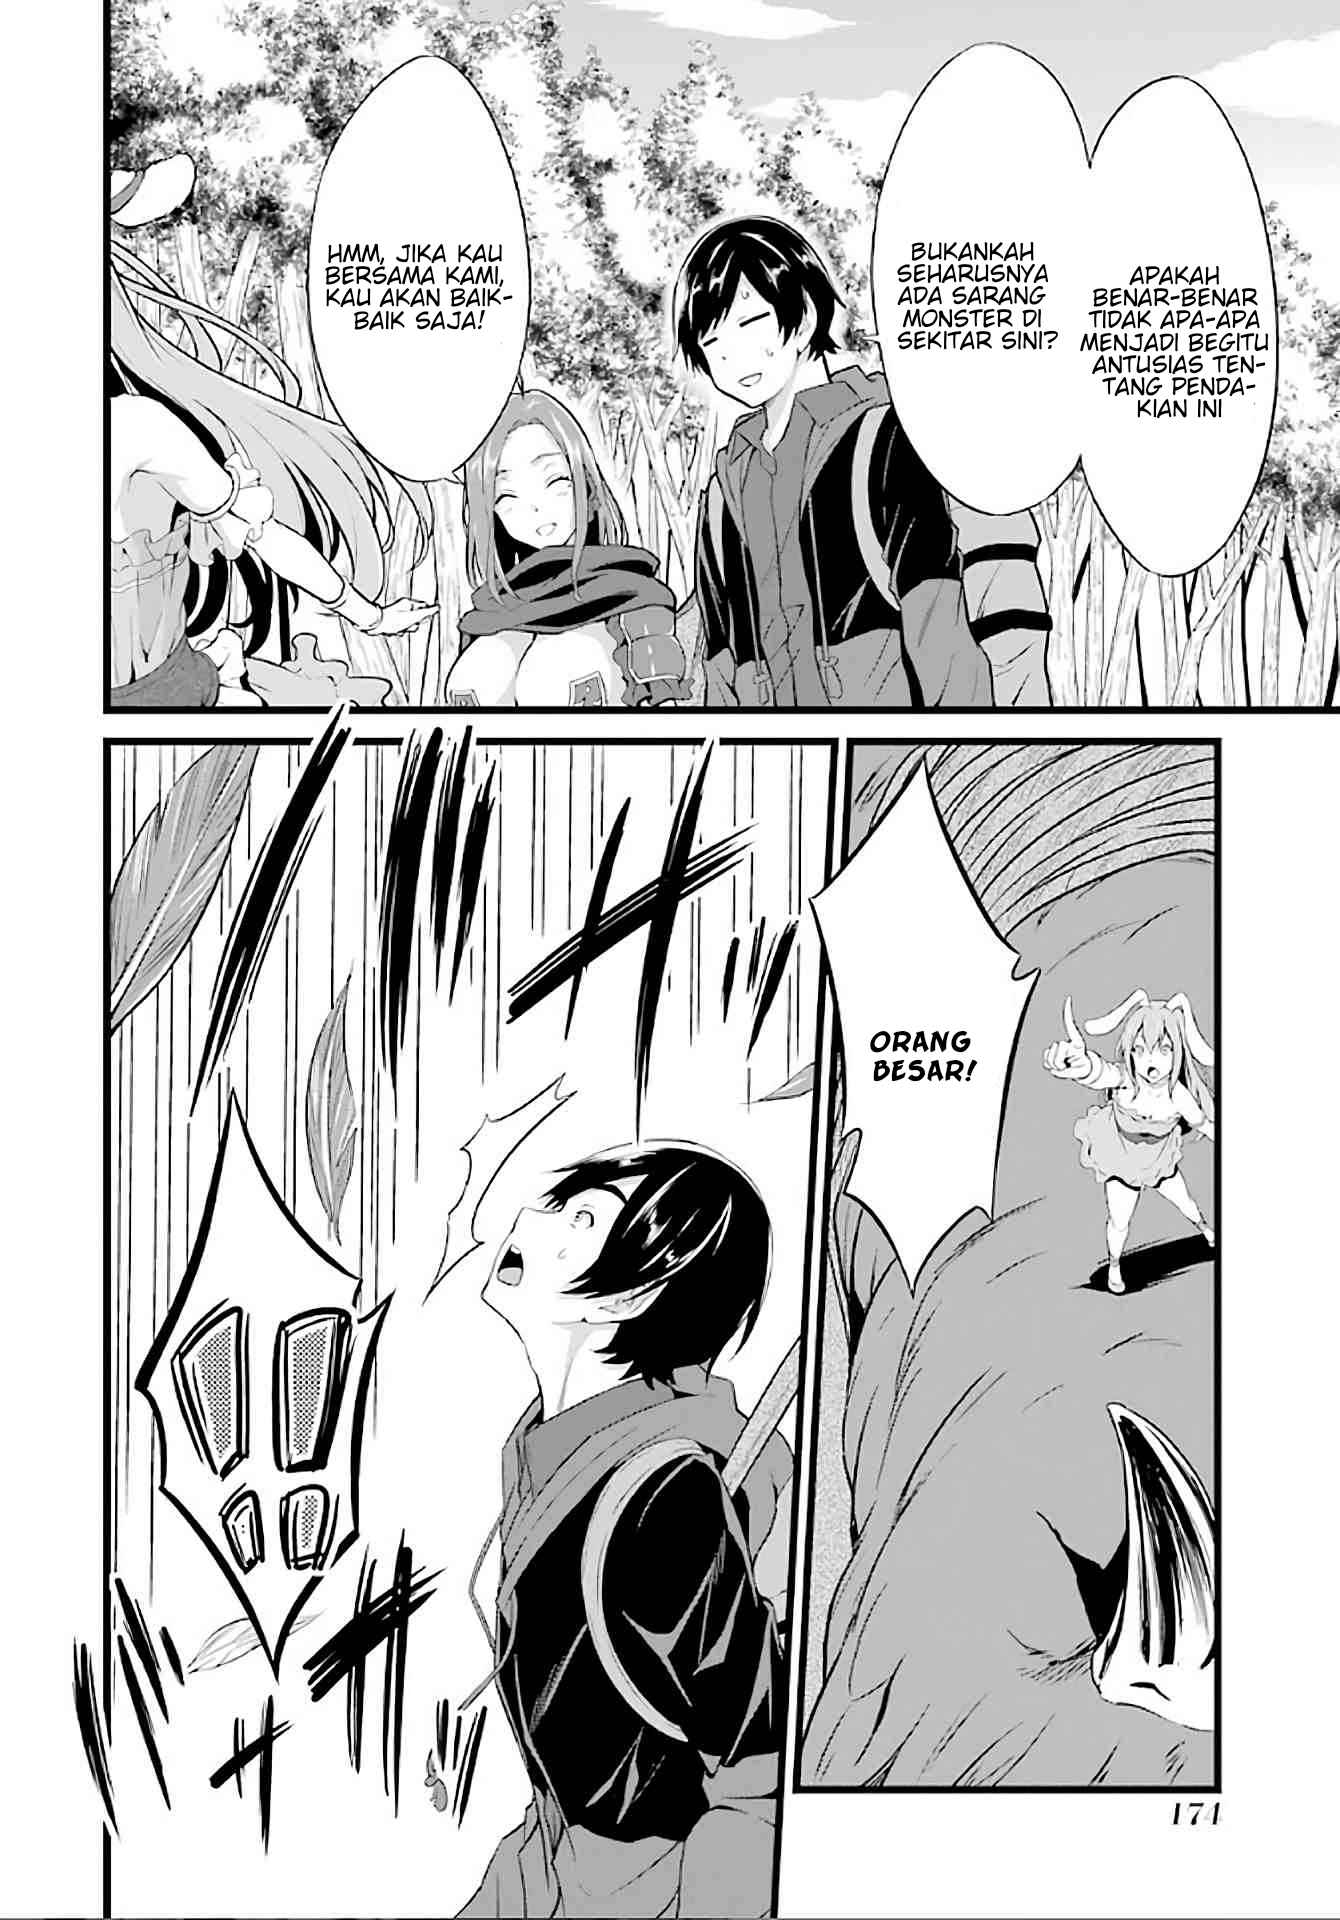 APAKAH
BENAR-BENAR
TIDAK APA-APA
MENJADI BEGITU
ANTUSIAS TEN-
TANG PENDA-
KIAN INI
BUKANKAH
SEHARUSNYA
ADA SARANG
MONSTER DI
SEKITAR SINI?
HMM, JIKA KAU
BERSAMA KAMI,
KAU AKAN BAIK-
BAIK SAJA!
ORANG
BESAR!
!!
174